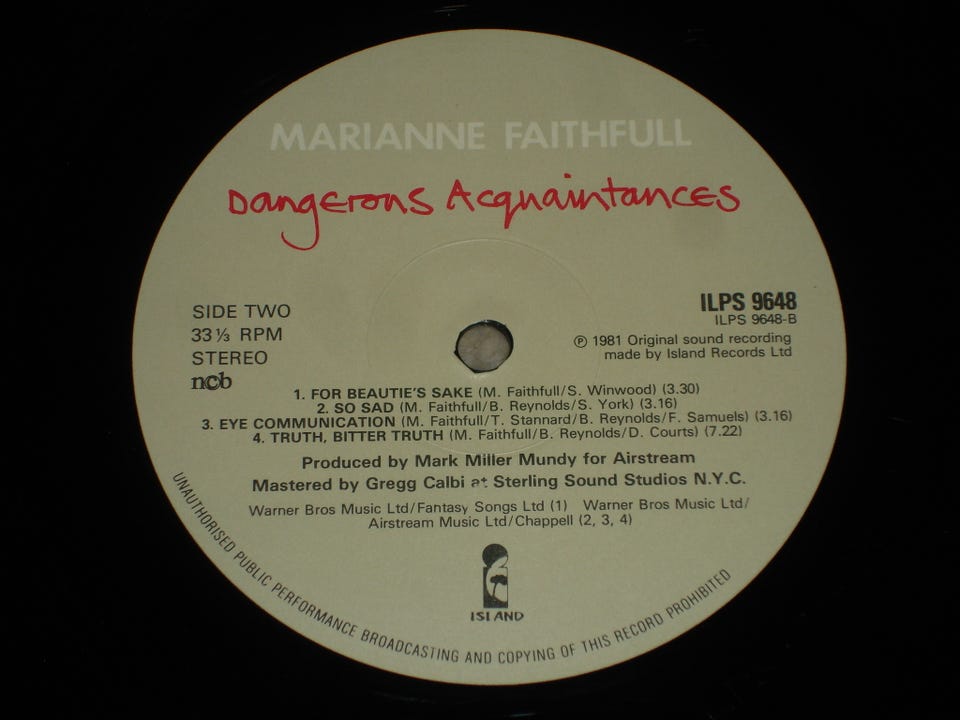 MARIANNE FAITHFULL
Dangerous Acquaintances
SIDE TWO
33⅓ RPM
STEREO
ncb
ILPS 9648
ILPS 9648-B
℗ 1981 Original sound recording
made by Island Records Ltd
1. FOR BEAUTIE'S SAKE (M. Faithfull/S. Winwood) (3.30)
2. SO SAD (M. Faithfull/B. Reynolds/S. York) (3.16)
3. EYE COMMUNICATION (M. Faithfull/T. Stannard/B. Reynolds/F. Samuels) (3.16)
4. TRUTH, BITTER TRUTH (M. Faithfull/B. Reynolds/D. Courts) (7.22)
Produced by Mark Miller Mundy for Airstream
Mastered by Gregg Calbi at Sterling Sound Studios N.Y.C.
Warner Bros Music Ltd/Fantasy Songs Ltd (1) Warner Bros Music Ltd/
Airstream Music Ltd/Chappell (2, 3, 4)
ISLAND
UNAUTHORISED PUBLIC PERFORMANCE BROADCASTING AND COPYING OF THIS RECORD PROHIBITED